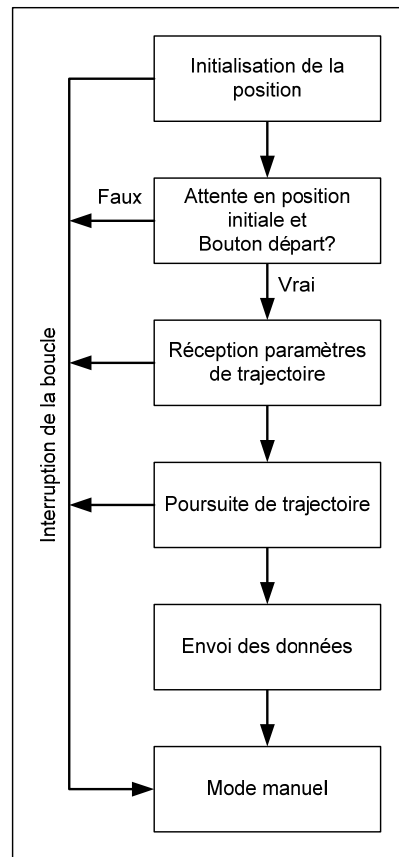 Initialisation de la
position
Faux
Attente en position
initiale et
Bouton départ?
Vrai
Réception paramètres
de trajectoire
Interruption de la boucle
Poursuite de trajectoire
Envoi des données
Mode manuel